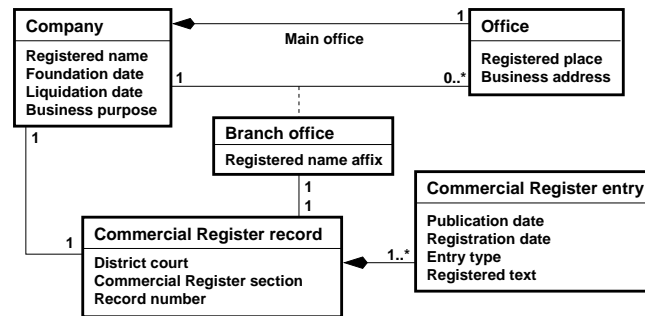 Company
Registered name
Foundation date
Liquidation date
Business purpose
1
Main office
Office
Registered place
Business address
1
0..*
Branch office
Registered name affix
1
1
1
1
Commercial Register record
District court
Commercial Register section
Record number
1..*
Commercial Register entry
Publication date
Registration date
Entry type
Registered text